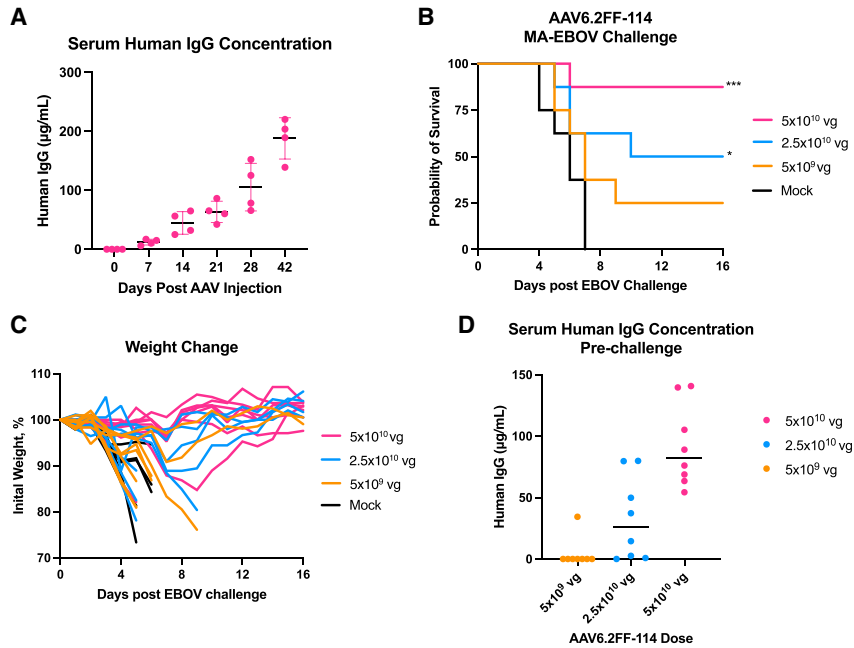 A
Serum Human IgG Concentration
300
200
100
0
Human IgG (µg/mL)
0 7 14 21 28 42
Days Post AAV Injection
B
AAV6.2FF-114
MA-EBOV Challenge
100
75
50
25
0
Probability of Survival
***
*
0 4 8 12 16
Days post EBOV Challenge
5x10¹⁰ vg
2.5x10¹⁰ vg
5x10⁹ vg
Mock
C
Weight Change
110
100
90
80
70
Inital Weight, %
0 4 8 12 16
Days post EBOV challenge
5x10¹⁰ vg
2.5x10¹⁰ vg
5x10⁹ vg
Mock
D
Serum Human IgG Concentration
Pre-challenge
150
100
50
0
Human IgG (µg/mL)
5x10⁹ vg
2.5x10¹⁰ vg
5x10¹⁰ vg
AAV6.2FF-114 Dose
5x10¹⁰ vg
2.5x10¹⁰ vg
5x10⁹ vg